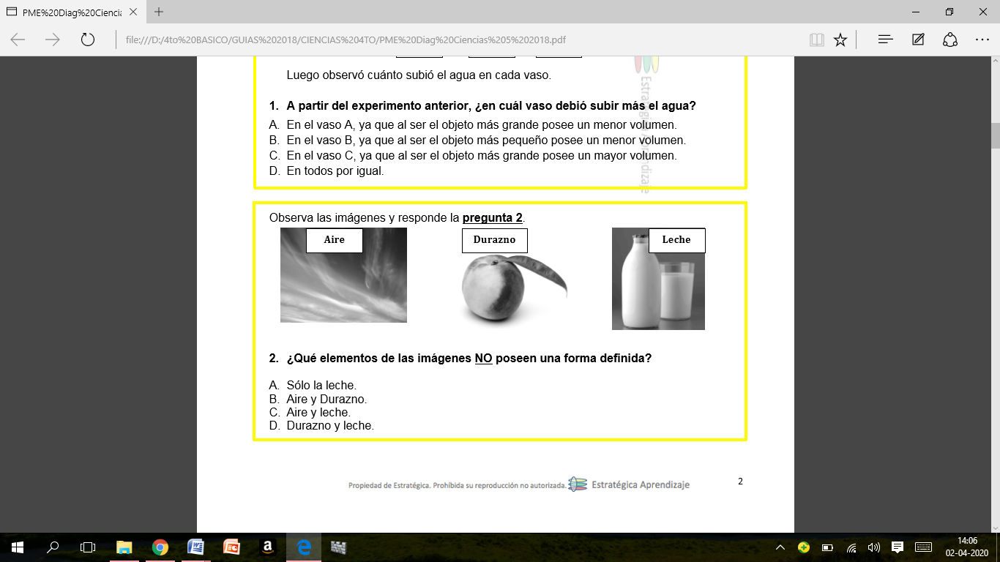 PME%20Diag%20Ciencia
file:///D:/4to%20BASICO/GUIAS%202018/CIENCIAS%204TO/PME%20Diag%20Ciencias%205%202018.pdf
Luego observó cuánto subió el agua en cada vaso.
1. A partir del experimento anterior, ¿en cuál vaso debió subir más el agua?
A. En el vaso A, ya que al ser el objeto más grande posee un menor volumen.
B. En el vaso B, ya que al ser el objeto más pequeño posee un menor volumen.
C. En el vaso C, ya que al ser el objeto más grande posee un mayor volumen.
D. En todos por igual.
Estratégica Aprendizaje
Observa las imágenes y responde la pregunta 2.
Aire Durazno Leche
2. ¿Qué elementos de las imágenes NO poseen una forma definida?
A. Sólo la leche.
B. Aire y Durazno.
C. Aire y leche.
D. Durazno y leche.
Propiedad de Estratégica. Prohíbida su reproducción no autorizada. Estratégica Aprendizaje 2
14:06
02-04-2020